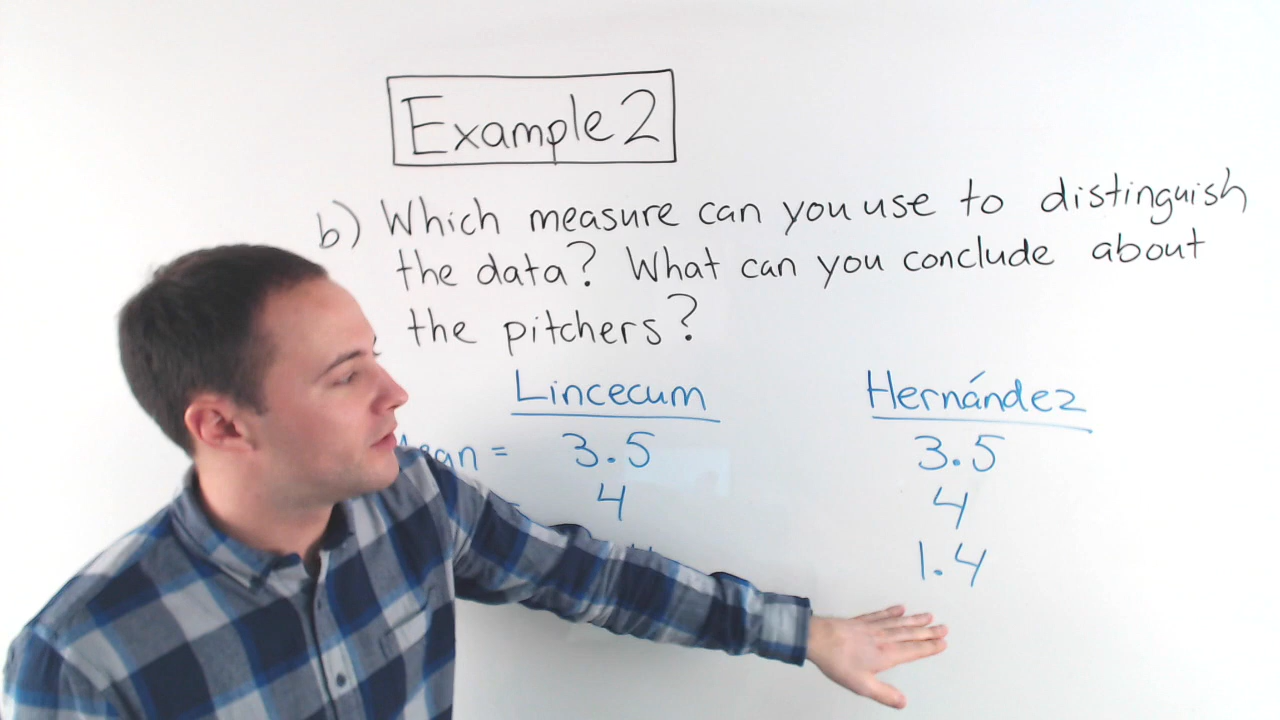 Example 2
b) Which measure can you use to distinguish
the data? What can you conclude about
the pitchers?
Lincecum Hernández
= 3.5 3.5
4 4
1.4